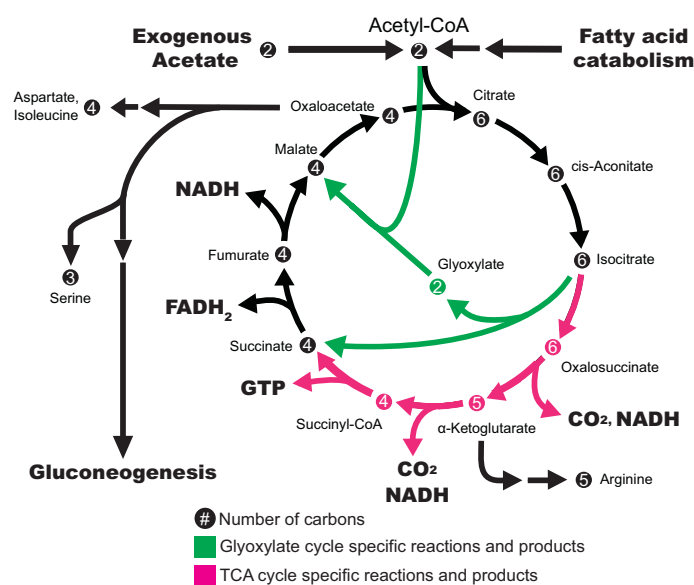 Exogenous
Acetate
2
Acetyl-CoA
2
Fatty acid
catabolism
Aspartate,
Isoleucine
4
Oxaloacetate
4
Citrate
6
Malate
4
cis-Aconitate
6
NADH
Fumurate
4
Glyoxylate
2
6
Isocitrate
3
Serine
FADH2
Succinate
4
6
Oxalosuccinate
GTP
4
Succinyl-CoA
5
α-Ketoglutarate
CO2, NADH
CO2
NADH
Gluconeogenesis
5
Arginine
# Number of carbons
Glyoxylate cycle specific reactions and products
TCA cycle specific reactions and products